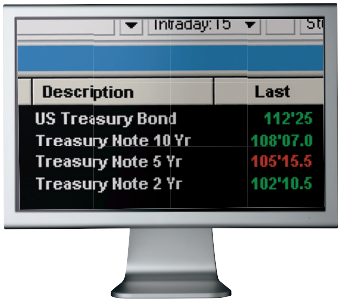 Intraday:15
Description Last
US Treasury Bond 112'25
Treasury Note 10 Yr 108'07.0
Treasury Note 5 Yr 105'15.5
Treasury Note 2 Yr 102'10.5